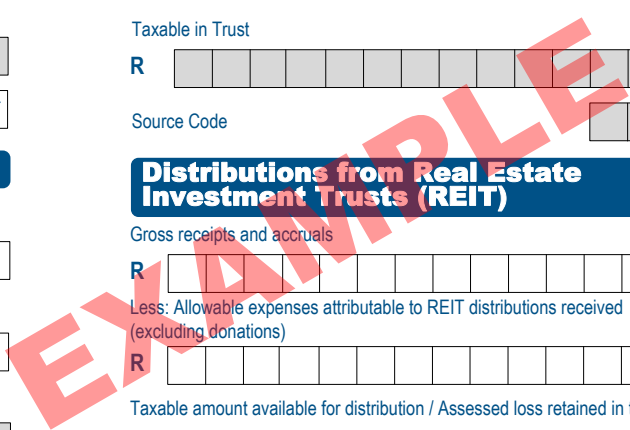 Taxable in Trust
R
Source Code
Distributions from Real Estate
Investment Trusts (REIT)
Gross receipts and accruals
R
Less: Allowable expenses attributable to REIT distributions received
(excluding donations)
R
Taxable amount available for distribution / Assessed loss retained in
EXAMPLE